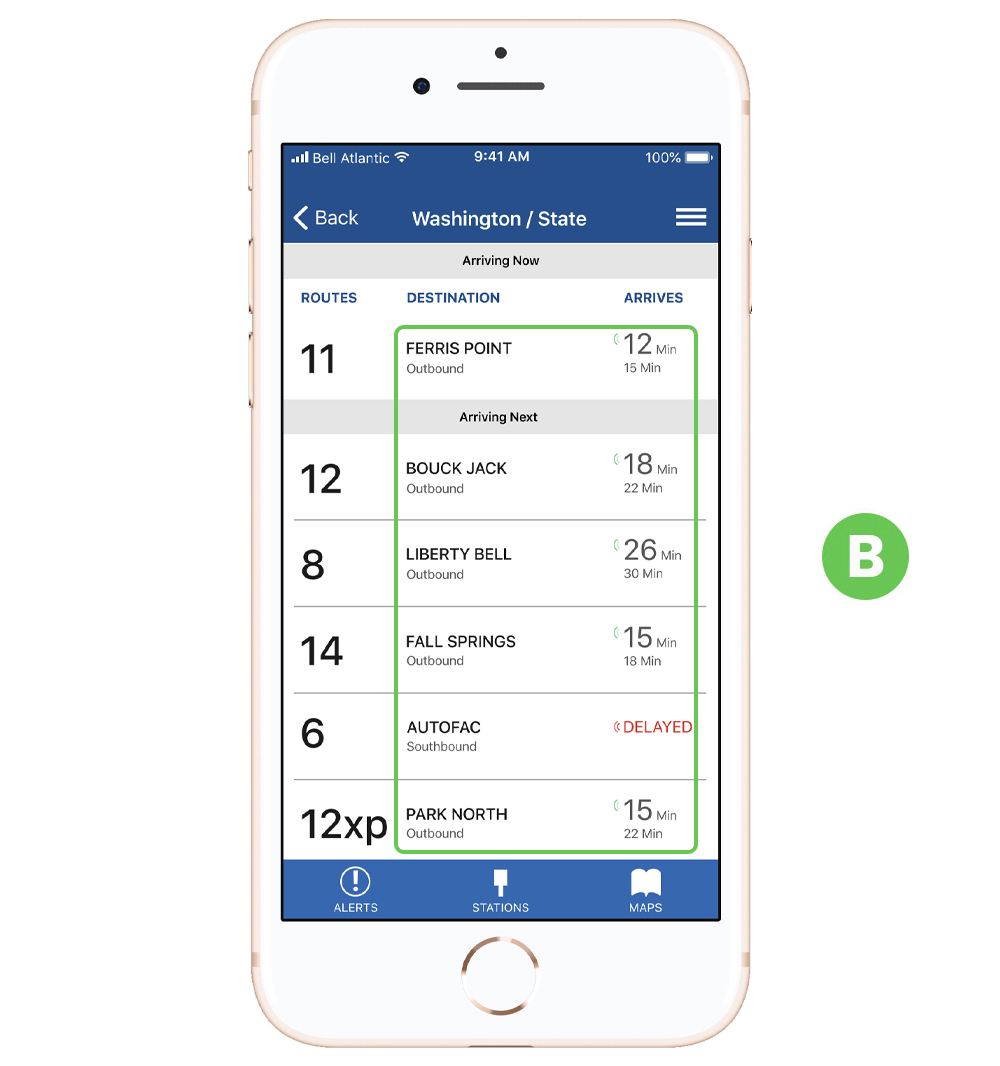 Bell Atlantic 9:41 AM 100%
Back Washington / State
Arriving Now
ROUTES DESTINATION ARRIVES
11 FERRIS POINT 12 Min
Outbound 15 Min
Arriving Next
12 BOUCK JACK 18 Min
Outbound 22 Min
8 LIBERTY BELL 26 Min
Outbound 30 Min
14 FALL SPRINGS 15 Min
Outbound 18 Min
6 AUTOFAC DELAYED
Southbound
12xp PARK NORTH 15 Min
Outbound 22 Min
ALERTS STATIONS MAPS
B